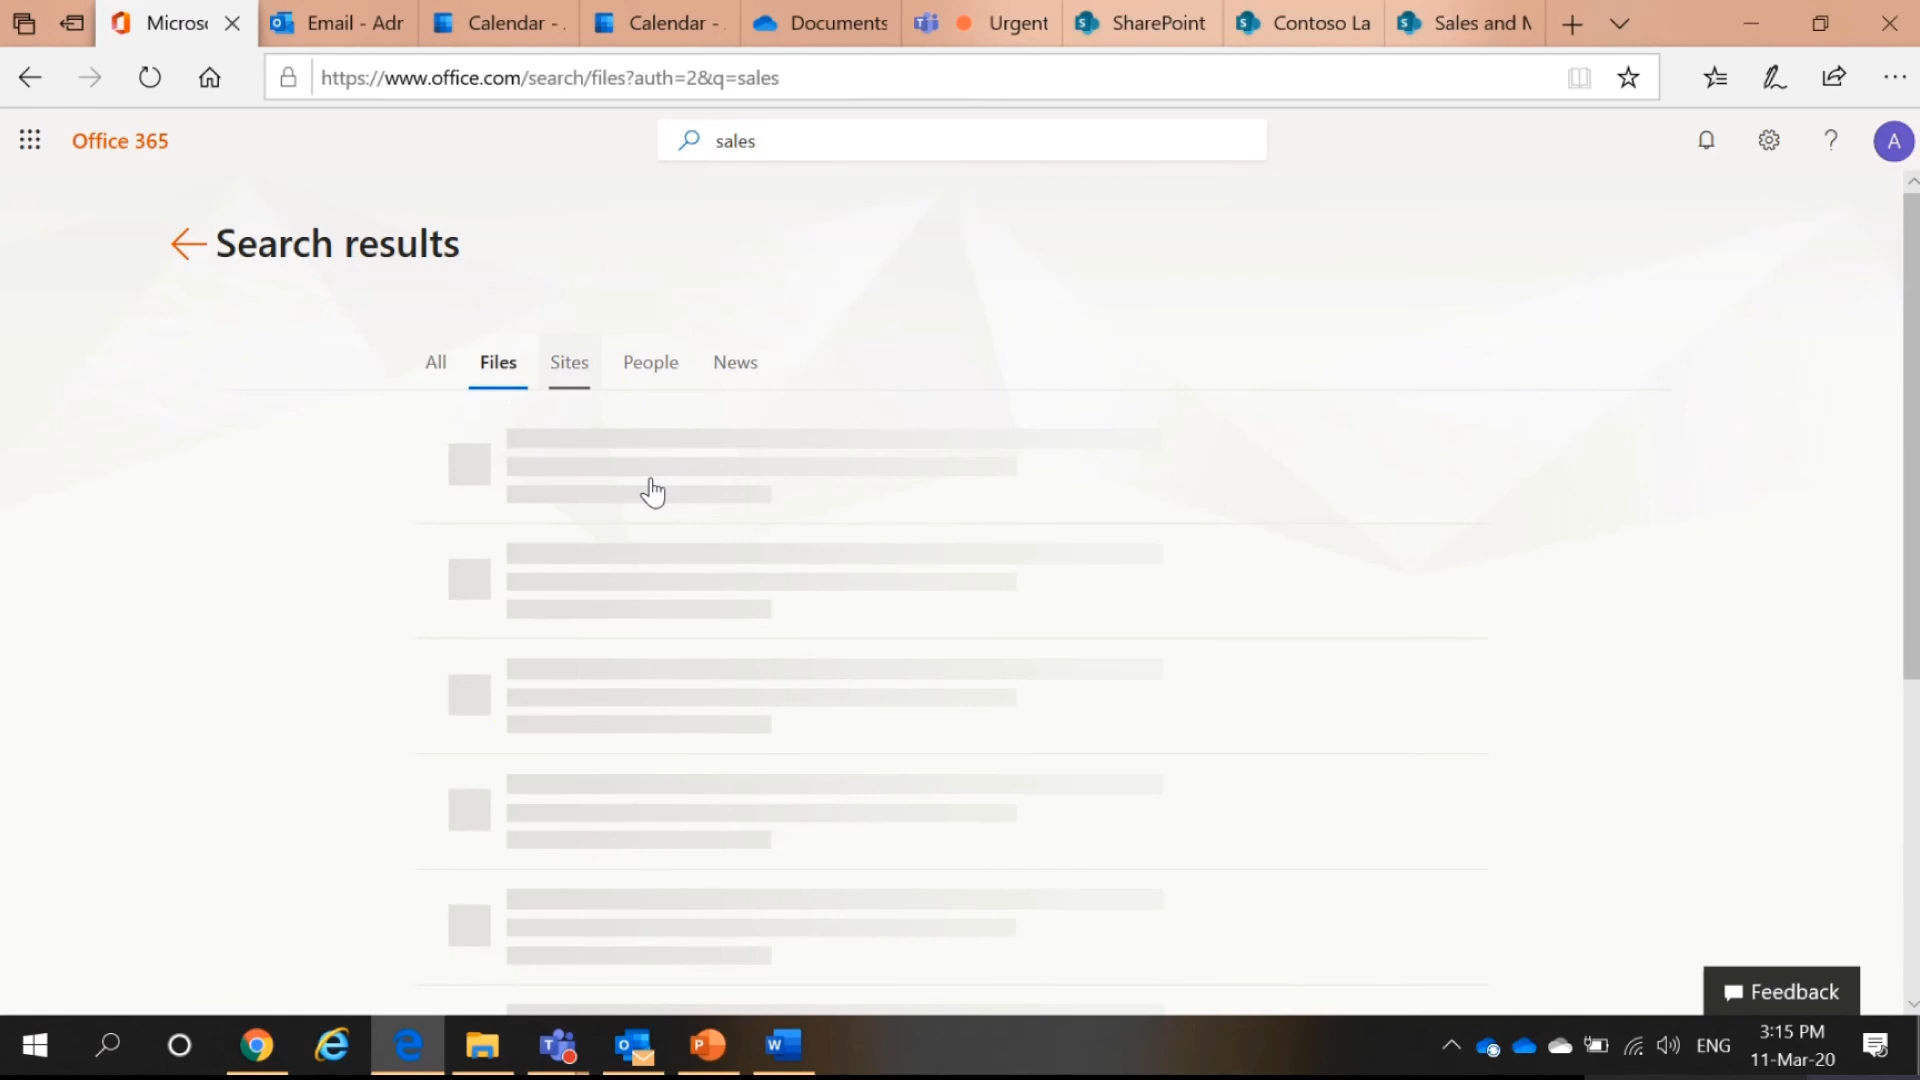 Microso
Email - Adr
Calendar - .
Calendar -
Documents
Urgent
SharePoint
Contoso La
Sales and M
https://www.office.com/search/files?auth=2&q=sales
Office 365
sales
A
Search results
All
Files
Sites
People
News
Feedback
ENG
3:15 PM
11-Mar-20